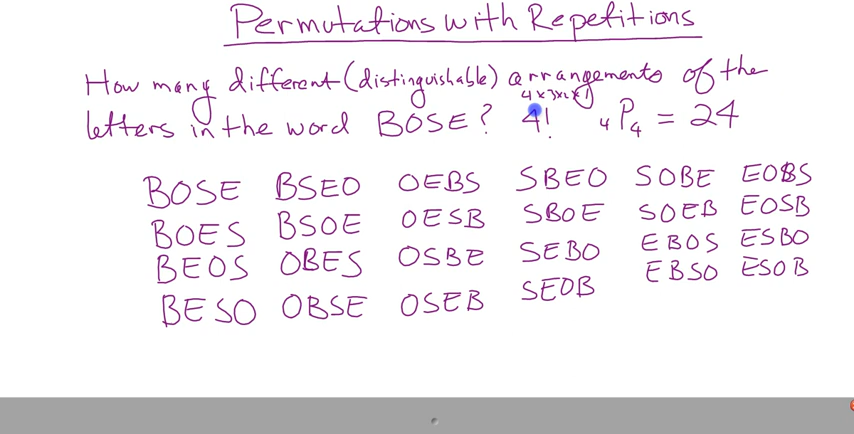 Permutations with Repetitions
How many different (distinguishable) arrangements of the
4 x 3 x 2 x 1
letters in the word BOSE? 4! ₄P₄ = 24
BOSE BSEO OEBS SBEO SOBE EOBS
BOES BSOE OESB SBOE SOEB EOSB
BEOS OBES OSBE SEBO EBOS ESBO
BESO OBSE OSEB SEOB EBSO ESOB